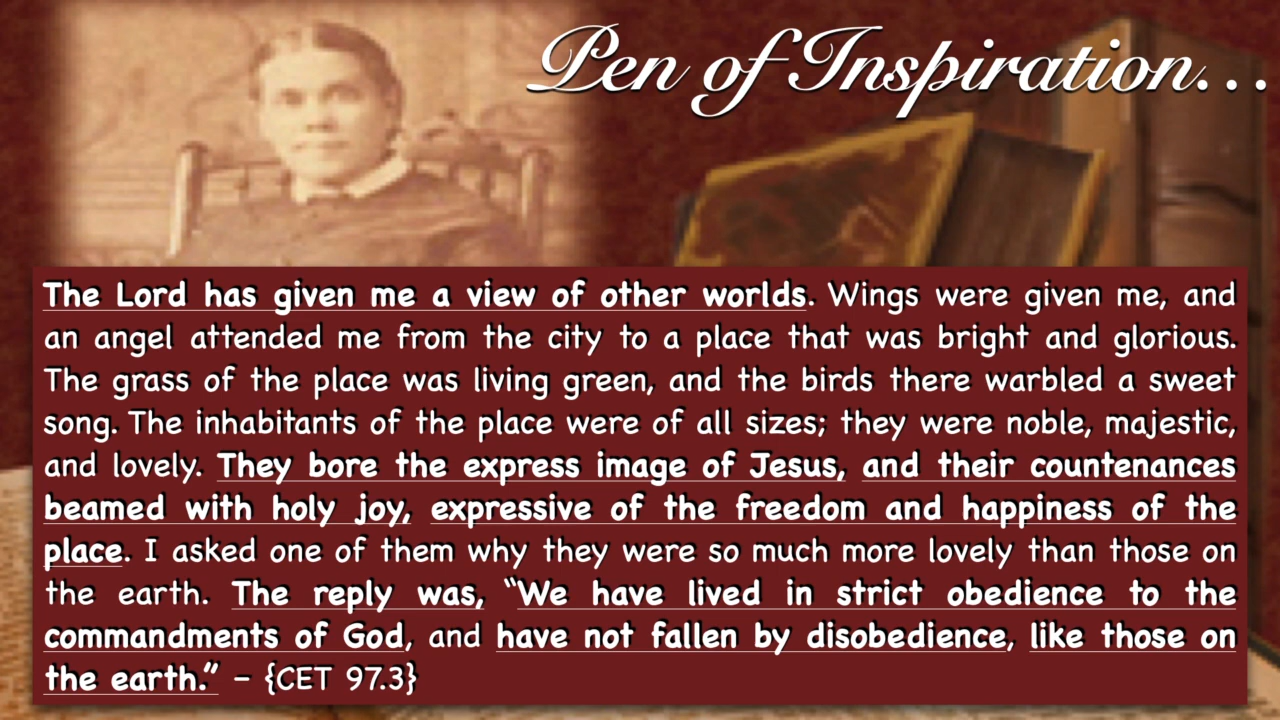 Pen of Inspiration...
The Lord has given me a view of other worlds. Wings were given me, and
an angel attended me from the city to a place that was bright and glorious.
The grass of the place was living green, and the birds there warbled a sweet
song. The inhabitants of the place were of all sizes; they were noble, majestic,
and lovely. They bore the express image of Jesus, and their countenances
beamed with holy joy, expressive of the freedom and happiness of the
place. I asked one of them why they were so much more lovely than those on
the earth. The reply was, “We have lived in strict obedience to the
commandments of God, and have not fallen by disobedience, like those on
the earth.” – {CET 97.3}